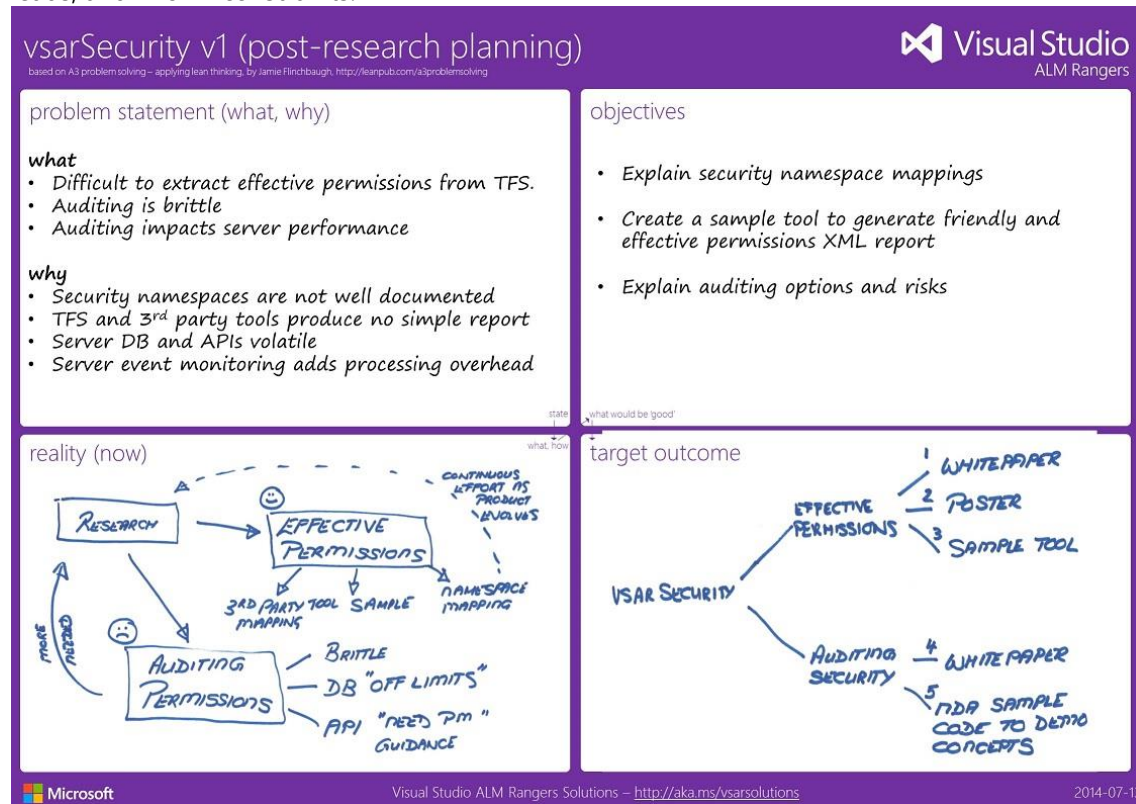 vsarSecurity v1 (post-research planning)
based on A3 problem solving – applying lean thinking, by Jamie Flinchbaugh, http://leanpub.com/a3problemsolving
Visual Studio
ALM Rangers
problem statement (what, why)
what
• Difficult to extract effective permissions from TFS.
• Auditing is brittle
• Auditing impacts server performance
why
• Security namespaces are not well documented
• TFS and 3rd party tools produce no simple report
• Server DB and APIs volatile
• Server event monitoring adds processing overhead
state
objectives
• Explain security namespace mappings
• Create a sample tool to generate friendly and
effective permissions XML report
• Explain auditing options and risks
what would be 'good'
what, how
reality (now)
RESEARCH
CONTINUOUS
EFFORT AS
PRODUCT
EVOLVES
EFFECTIVE
PERMISSIONS
3RD PARTY TOOL
MAPPING
SAMPLE
NAMESPACE
MAPPING
MORE
NEEDED
AUDITING
PERMISSIONS
BRITTLE
DB "OFF LIMITS"
API "NEED PM"
GUIDANCE
target outcome
VSAR SECURITY
EFFECTIVE
PERMISSIONS
1 WHITEPAPER
2 POSTER
3 SAMPLE TOOL
AUDITING
SECURITY
4 WHITEPAPER
5 NDA SAMPLE
CODE TO DEMO
CONCEPTS
Microsoft
Visual Studio ALM Rangers Solutions – http://aka.ms/vsarsolutions